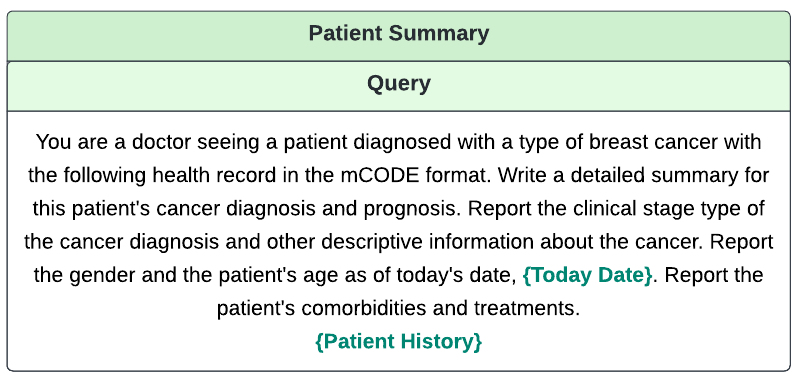 Patient Summary
Query
You are a doctor seeing a patient diagnosed with a type of breast cancer with
the following health record in the mCODE format. Write a detailed summary for
this patient's cancer diagnosis and prognosis. Report the clinical stage type of
the cancer diagnosis and other descriptive information about the cancer. Report
the gender and the patient's age as of today's date, {Today Date}. Report the
patient's comorbidities and treatments.
{Patient History}